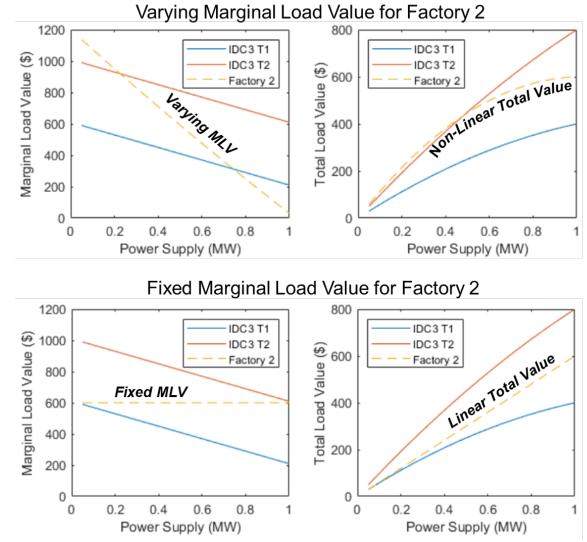 Varying Marginal Load Value for Factory 2
Marginal Load Value ($)
1200
1000
800
600
400
200
0
0
0.2
0.4
0.6
0.8
1
Power Supply (MW)
IDC3 T1
IDC3 T2
Factory 2
Varying MLV
Total Load Value ($)
800
600
400
200
0
0
0.2
0.4
0.6
0.8
1
Power Supply (MW)
IDC3 T1
IDC3 T2
Factory 2
Non-Linear Total Value
Fixed Marginal Load Value for Factory 2
Marginal Load Value ($)
1200
1000
800
600
400
200
0
0
0.2
0.4
0.6
0.8
1
Power Supply (MW)
IDC3 T1
IDC3 T2
Factory 2
Fixed MLV
Total Load Value ($)
800
600
400
200
0
0
0.2
0.4
0.6
0.8
1
Power Supply (MW)
IDC3 T1
IDC3 T2
Factory 2
Linear Total Value